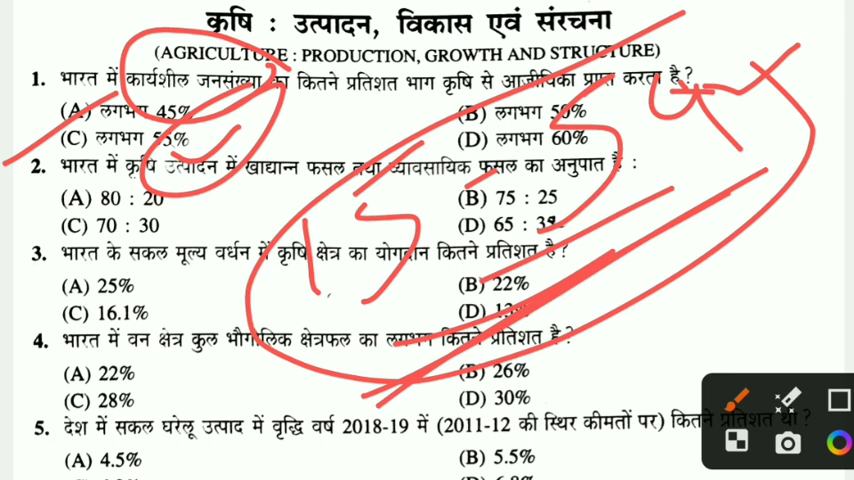 कृषि : उत्पादन, विकास एवं संरचना
(AGRICULTURE : PRODUCTION, GROWTH AND STRUCTURE)
1. भारत में कार्यशील जनसंख्या का कितने प्रतिशत भाग कृषि से आजीविका प्राप्त करता है?
(A) लगभग 45% (B) लगभग 50%
(C) लगभग 55% (D) लगभग 60%
2. भारत में कृषि उत्पादन में खाद्यान्न फसल तथा व्यावसायिक फसल का अनुपात है :
(A) 80 : 20 (B) 75 : 25
(C) 70 : 30 (D) 65 : 35
3. भारत के सकल मूल्य वर्धन में कृषि क्षेत्र का योगदान कितने प्रतिशत है?
(A) 25% (B) 22%
(C) 16.1% (D)
4. भारत में वन क्षेत्र कुल भौगोलिक क्षेत्रफल का लगभग कितने प्रतिशत है?
(A) 22% (B) 26%
(C) 28% (D) 30%
5. देश में सकल घरेलू उत्पाद में वृद्धि वर्ष 2018-19 में (2011-12 की स्थिर कीमतों पर) कितने प्रतिशत था?
(A) 4.5% (B) 5.5%